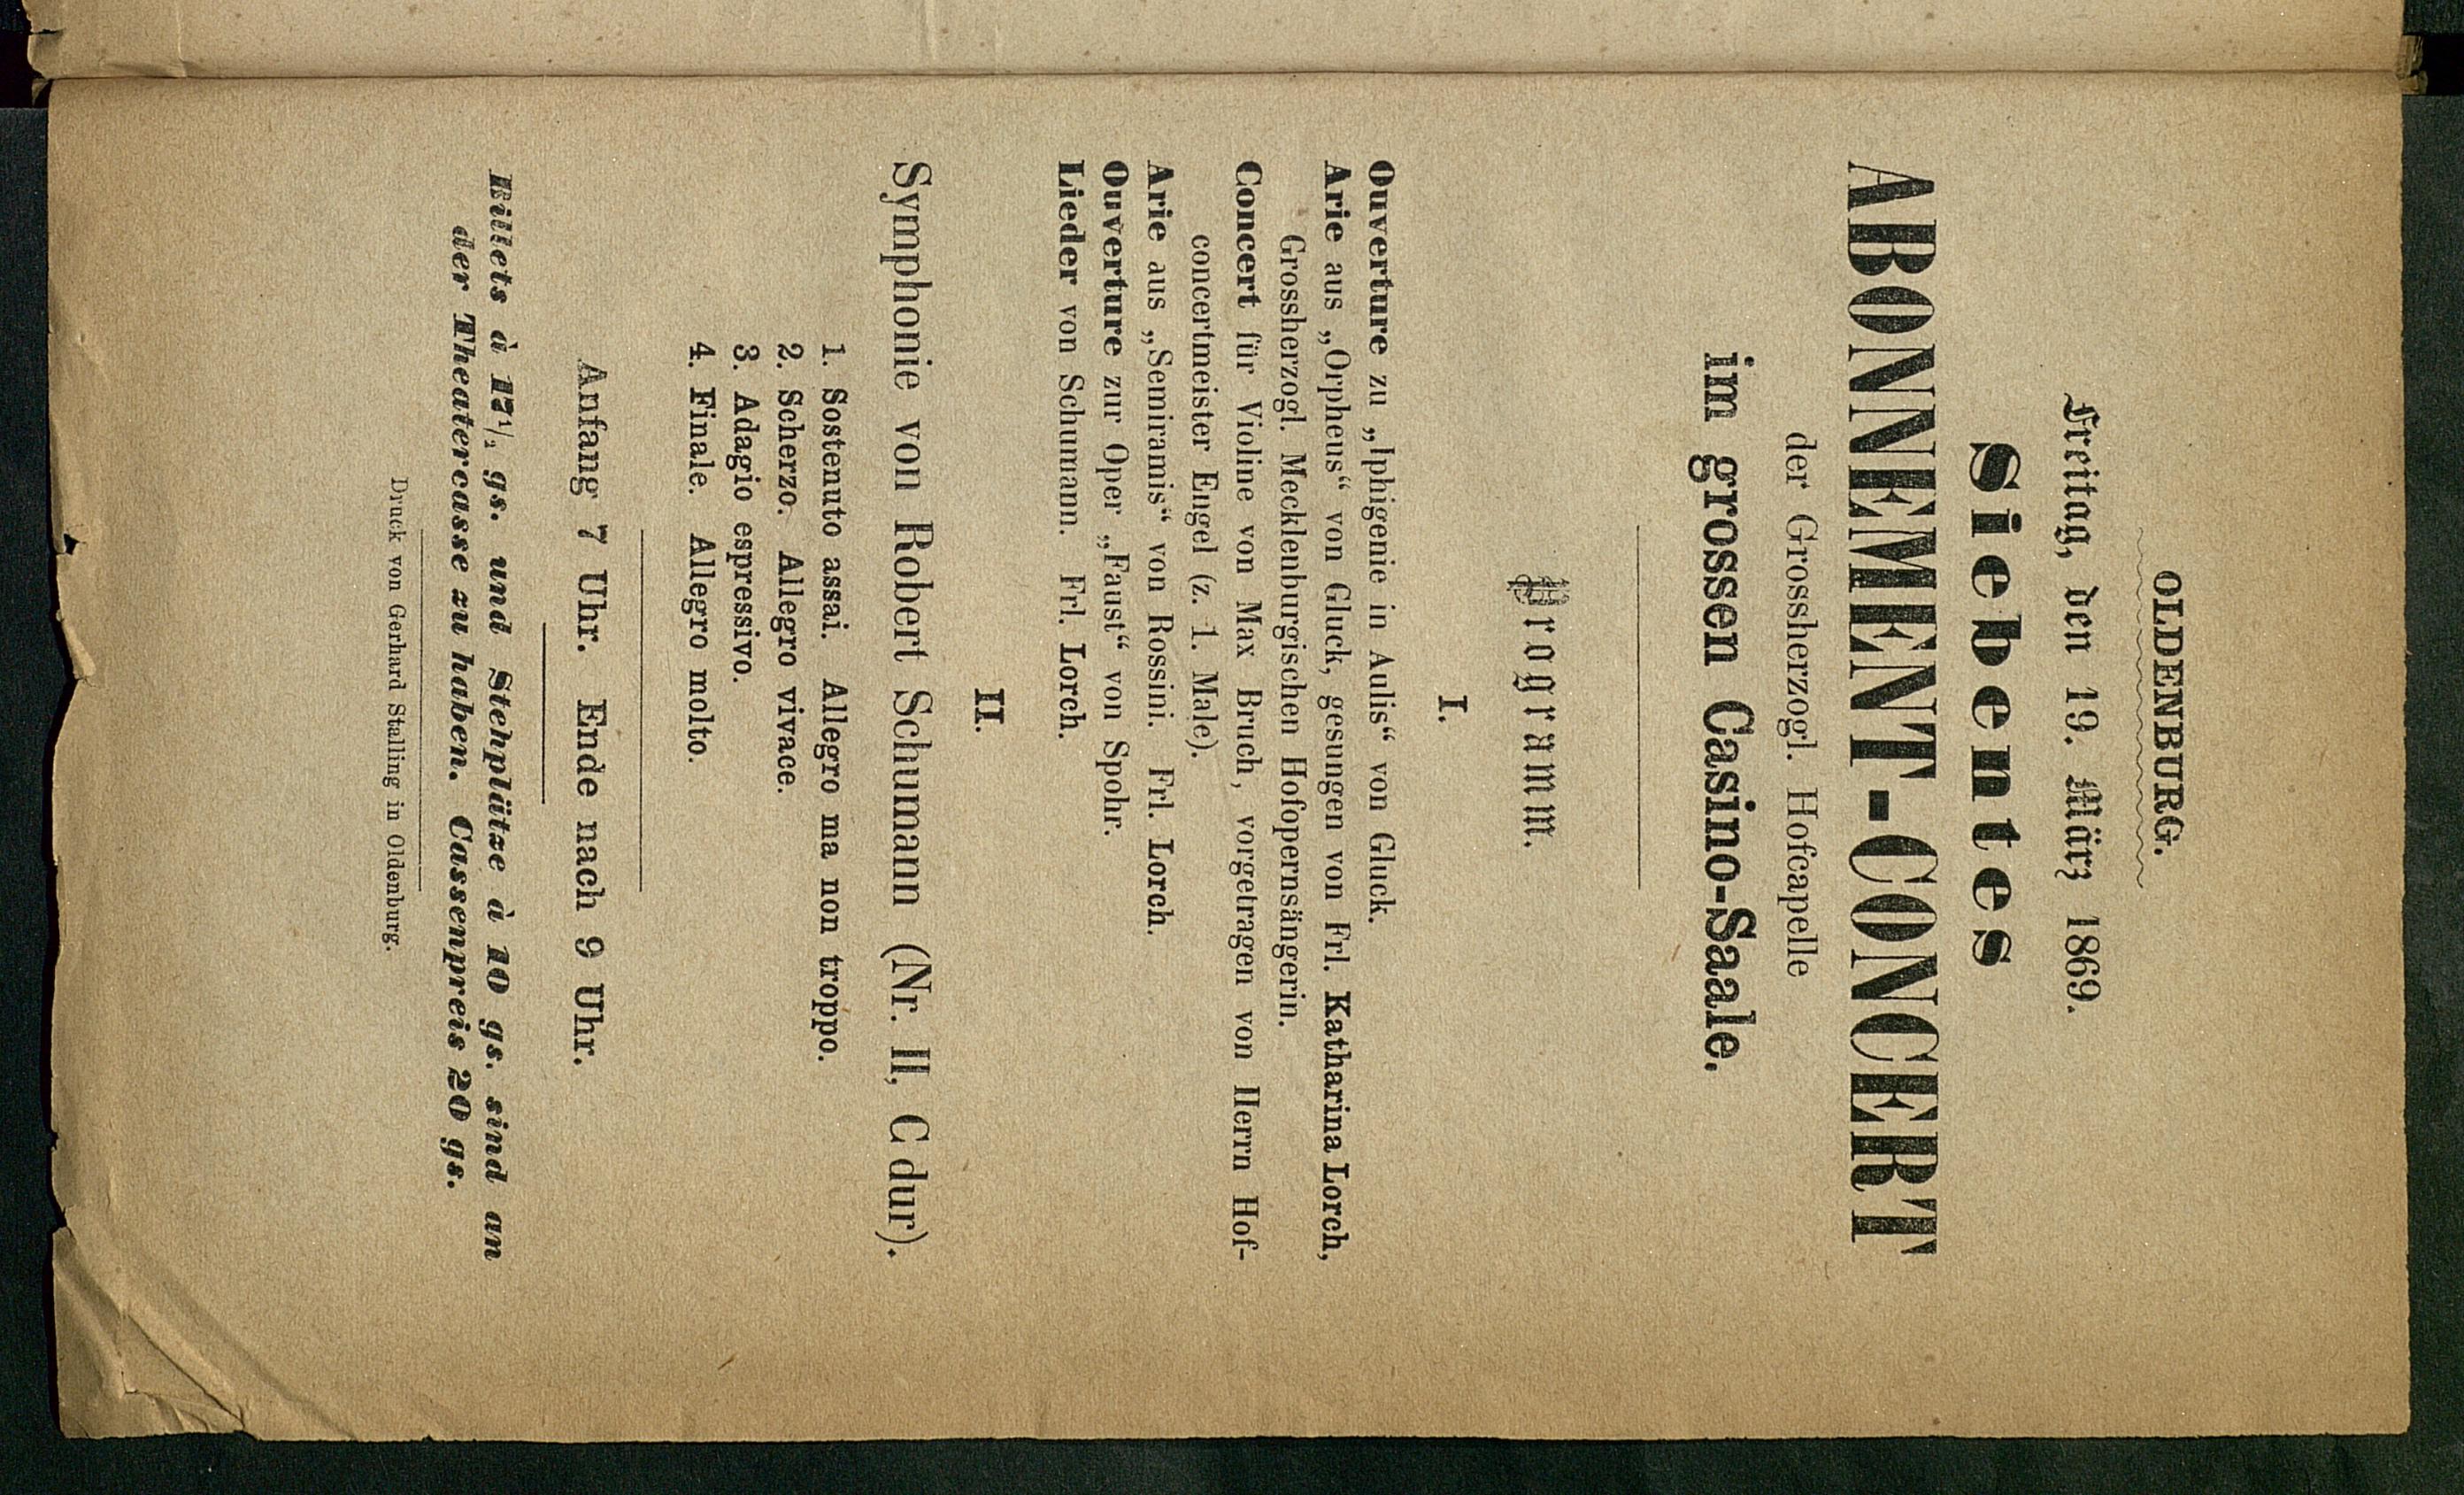 OLDENBURG.
Freitag, den 19. März 1869.
Siebentes
ABONNEMENT-CONCERT
der Grossherzogl. Hofcapelle
im grossen Casino-Saale.
Programm.
I.
Ouverture zu „Iphigenie in Aulis“ von Gluck.
Arie aus „Orpheus“ von Gluck, gesungen von Frl. Katharina Lorch,
Grossherzogl. Mecklenburgischen Hofopernsängerin.
Concert für Violine von Max Bruch, vorgetragen von Herrn Hof-
concertmeister Engel (z. 1. Male).
Arie aus „Semiramis“ von Rossini. Frl. Lorch.
Ouverture zur Oper „Faust“ von Spohr.
Lieder von Schumann. Frl. Lorch.
II.
Symphonie von Robert Schumann (Nr. II, C dur).
1. Sostenuto assai. Allegro ma non troppo.
2. Scherzo. Allegro vivace.
3. Adagio espressivo.
4. Finale. Allegro molto.
Anfang 7 Uhr. Ende nach 9 Uhr.
Billets à 17½ gs. und Stehplätze à 10 gs. sind an
der Theatercasse zu haben. Cassenpreis 20 gs.
Druck von Gerhard Stalling in Oldenburg.